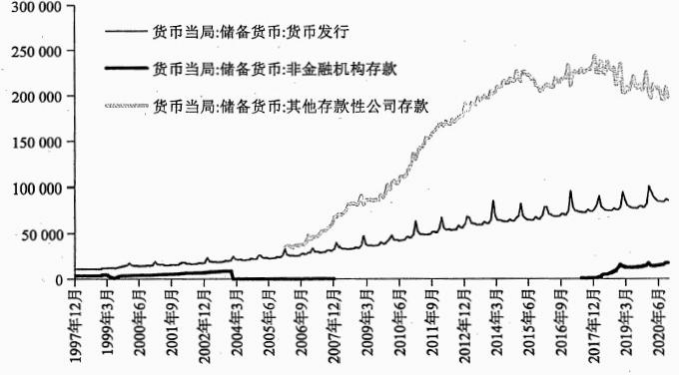 300 000
250 000
200 000
150 000
100 000
50 000
0
货币当局:储备货币:货币发行
货币当局:储备货币:非金融机构存款
货币当局:储备货币:其他存款性公司存款
1997年12月
1999年3月
2000年6月
2001年9月
2002年12月
2004年3月
2005年6月
2006年9月
2007年12月
2009年3月
2010年6月
2011年9月
2012年12月
2014年3月
2015年6月
2016年9月
2017年12月
2019年3月
2020年6月